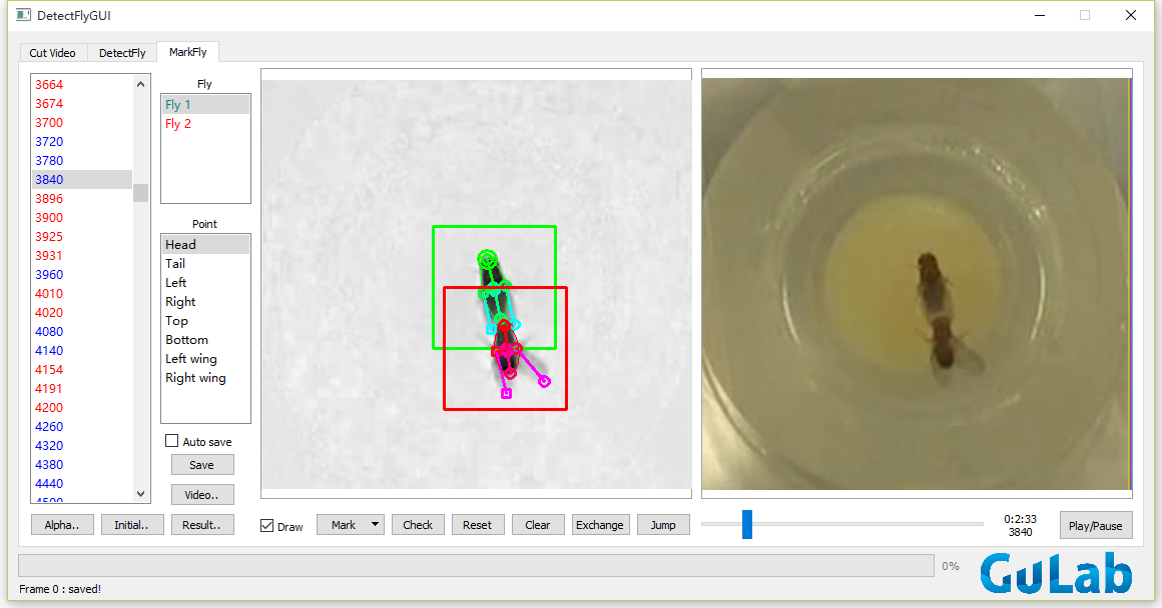 DetectFlyGUI
Cut Video
DetectFly
MarkFly
3664
3674
3700
3720
3780
3840
3896
3900
3925
3931
3960
4010
4020
4080
4140
4154
4191
4200
4260
4320
4380
4440
4500
Fly
Fly 1
Fly 2
Point
Head
Tail
Left
Right
Top
Bottom
Left wing
Right wing
Auto save
Save
Video..
Alpha..
Initial..
Result..
Draw
Mark
Check
Reset
Clear
Exchange
Jump
0:2:33
3840
Play/Pause
0%
GuLab
Frame 0 : saved!